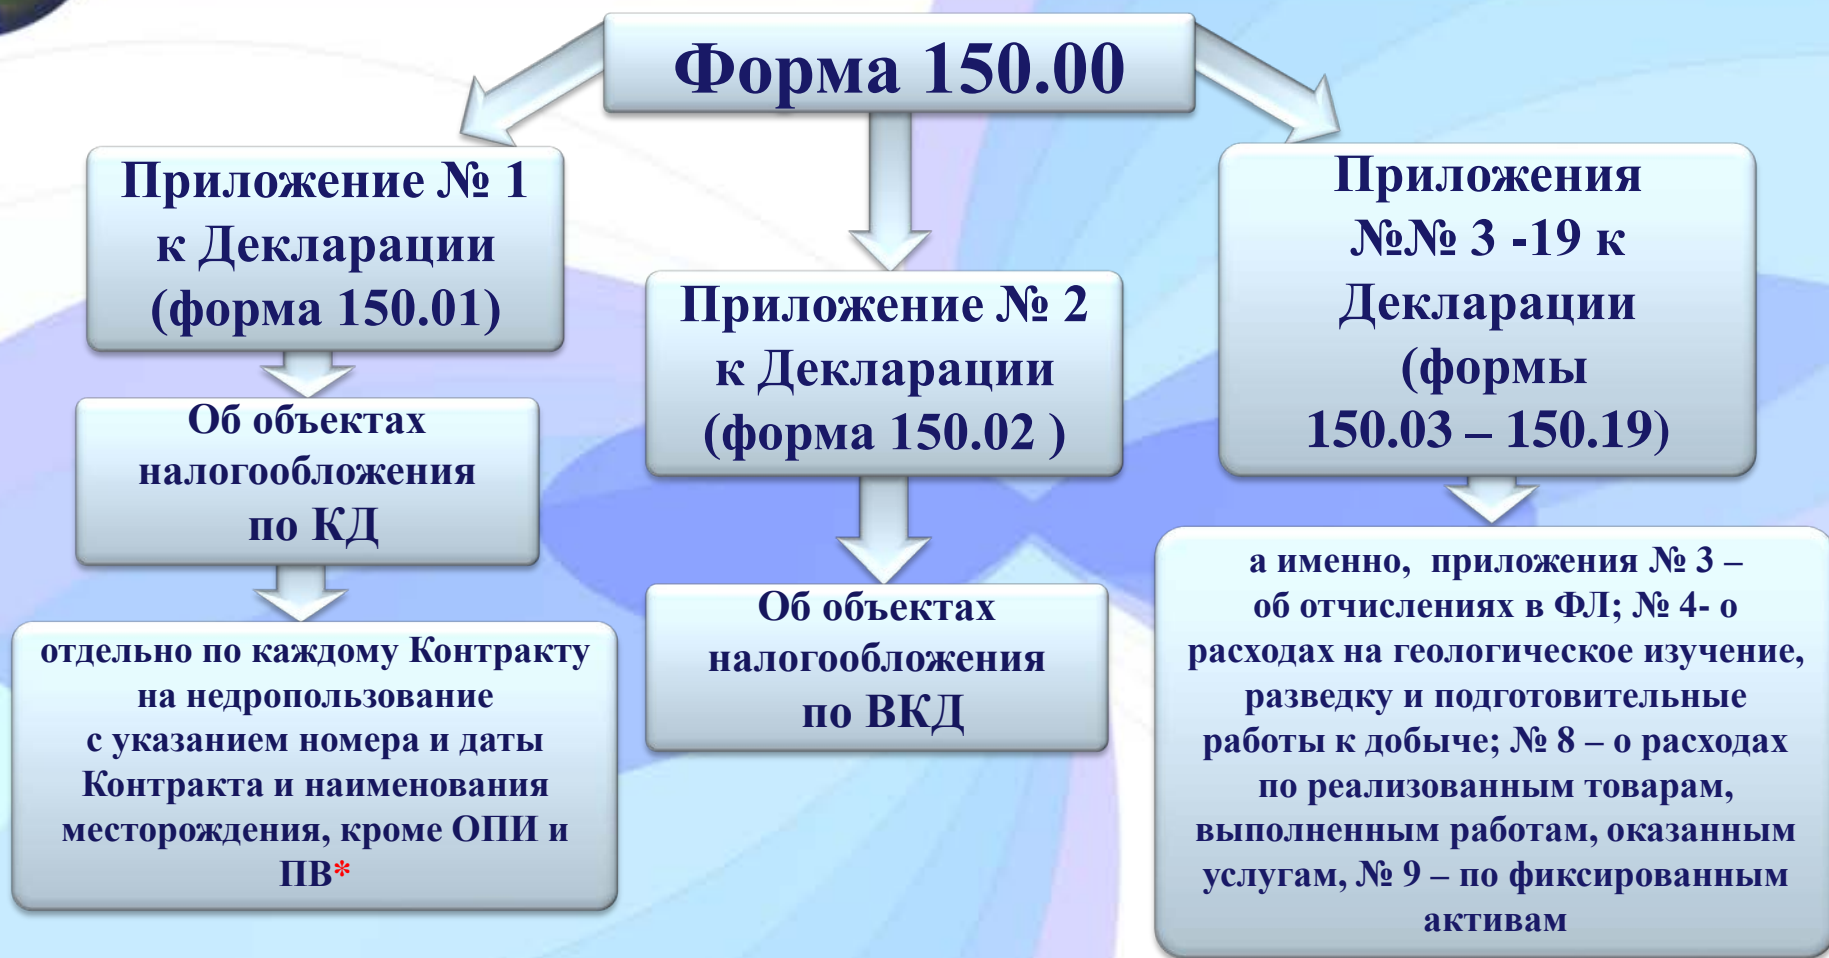 Форма 150.00
Приложение № 1
к Декларации
(форма 150.01)
Об объектах
налогообложения
по КД
отдельно по каждому Контракту
на недропользование
с указанием номера и даты
Контракта и наименования
месторождения, кроме ОПИ и
ПВ*
Приложение № 2
к Декларации
(форма 150.02 )
Об объектах
налогообложения
по ВКД
Приложения
№№ 3 -19 к
Декларации
(формы
150.03 – 150.19)
а именно, приложения № 3 –
об отчислениях в ФЛ; № 4- о
расходах на геологическое изучение,
разведку и подготовительные
работы к добыче; № 8 – о расходах
по реализованным товарам,
выполненным работам, оказанным
услугам, № 9 – по фиксированным
активам